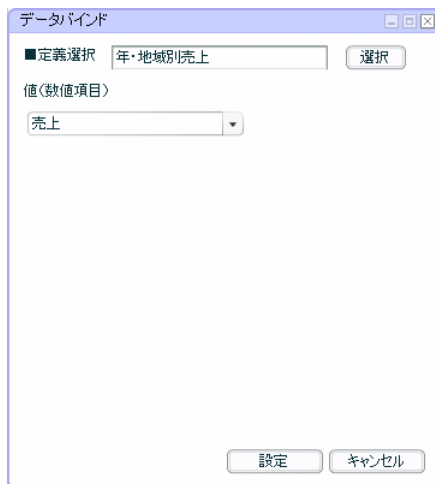 データバインド
■定義選択 年・地域別売上 選択
値(数値項目)
売上
設定 キャンセル